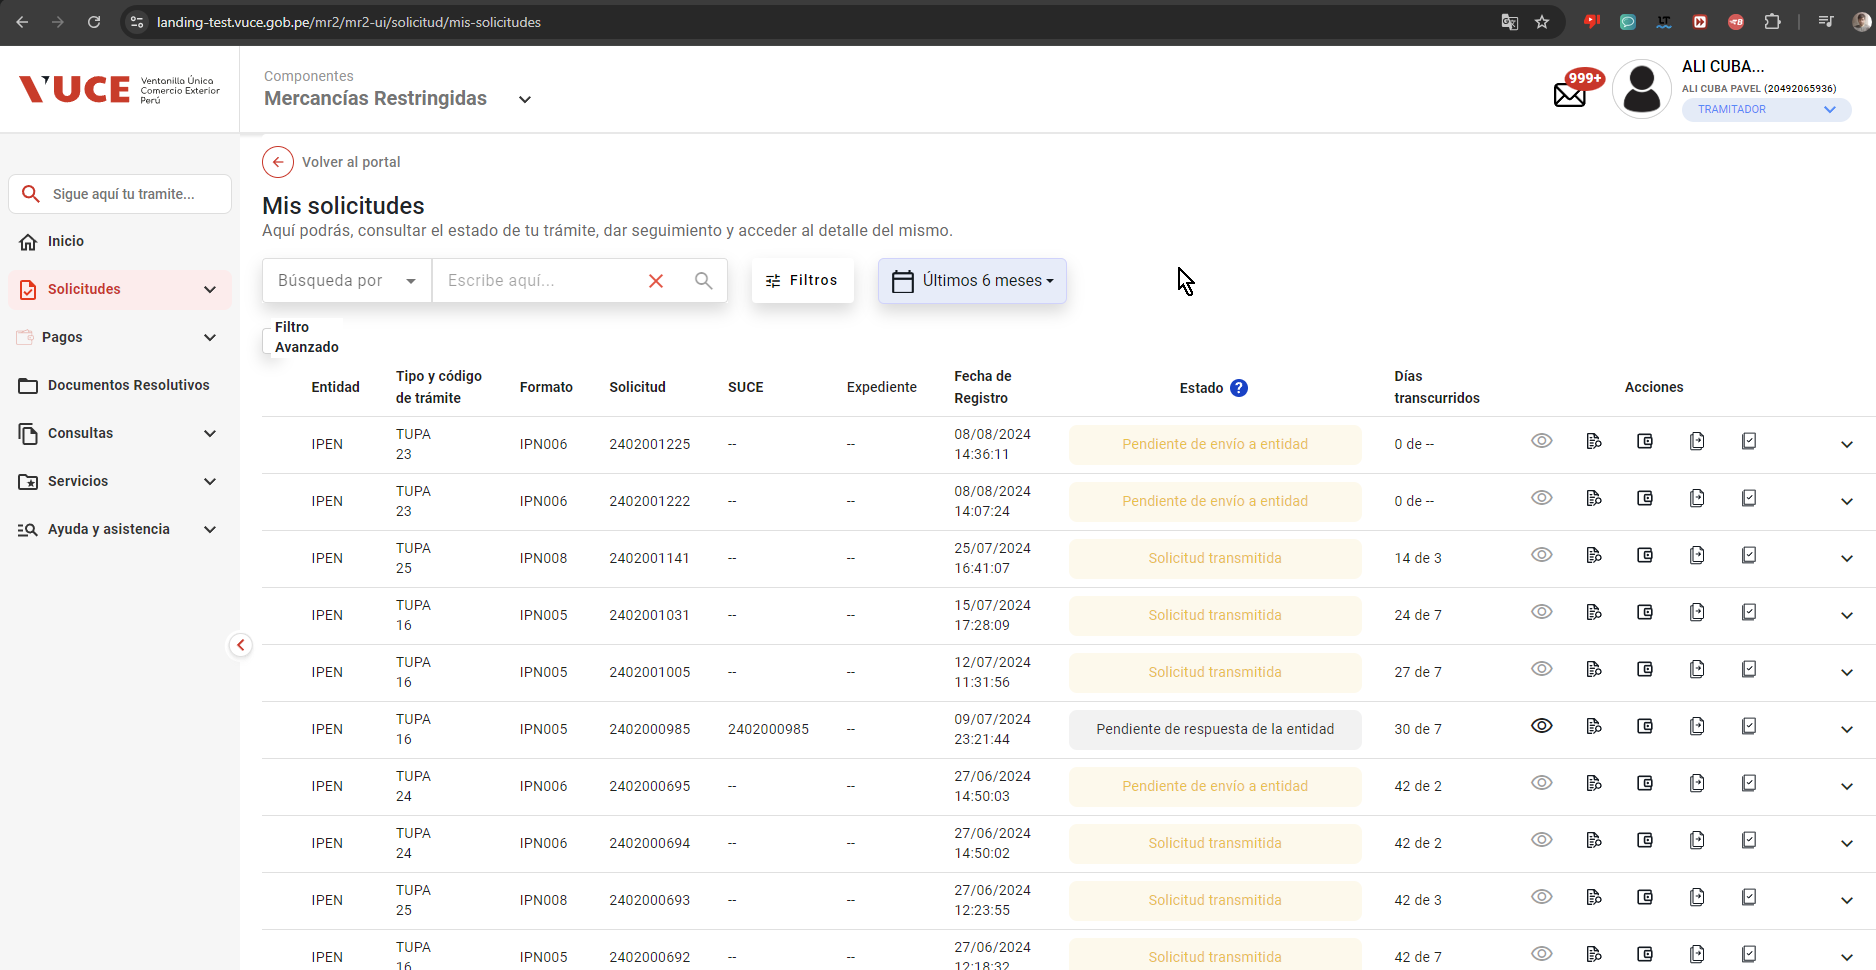 landing-test.vuce.gob.pe/mr2/mr2-ui/solicitud/mis-solicitudes
VUCE
Ventanilla Única
Comercio Exterior
Perú
Componentes
Mercancías Restringidas
999+
ALI CUBA...
ALI CUBA PAVEL (20492065936)
TRAMITADOR
Sigue aquí tu tramite...
Inicio
Solicitudes
Pagos
Documentos Resolutivos
Consultas
Servicios
Ayuda y asistencia
Volver al portal
Mis solicitudes
Aquí podrás, consultar el estado de tu trámite, dar seguimiento y acceder al detalle del mismo.
Búsqueda por
Escribe aquí...
Filtros
Últimos 6 meses
Filtro
Avanzado
Entidad Tipo y código de trámite Formato Solicitud SUCE Expediente Fecha de Registro Estado ? Días transcurridos Acciones
IPEN TUPA 23 IPN006 2402001225 -- -- 08/08/2024 14:36:11 Pendiente de envío a entidad 0 de --
IPEN TUPA 23 IPN006 2402001222 -- -- 08/08/2024 14:07:24 Pendiente de envío a entidad 0 de --
IPEN TUPA 25 IPN008 2402001141 -- -- 25/07/2024 16:41:07 Solicitud transmitida 14 de 3
IPEN TUPA 16 IPN005 2402001031 -- -- 15/07/2024 17:28:09 Solicitud transmitida 24 de 7
IPEN TUPA 16 IPN005 2402001005 -- -- 12/07/2024 11:31:56 Solicitud transmitida 27 de 7
IPEN TUPA 16 IPN005 2402000985 2402000985 -- 09/07/2024 23:21:44 Pendiente de respuesta de la entidad 30 de 7
IPEN TUPA 24 IPN006 2402000695 -- -- 27/06/2024 14:50:03 Pendiente de envío a entidad 42 de 2
IPEN TUPA 24 IPN006 2402000694 -- -- 27/06/2024 14:50:02 Solicitud transmitida 42 de 2
IPEN TUPA 25 IPN008 2402000693 -- -- 27/06/2024 12:23:55 Solicitud transmitida 42 de 3
IPEN TUPA 16 IPN005 2402000692 -- -- 27/06/2024 12:18:32 Solicitud transmitida 42 de 7